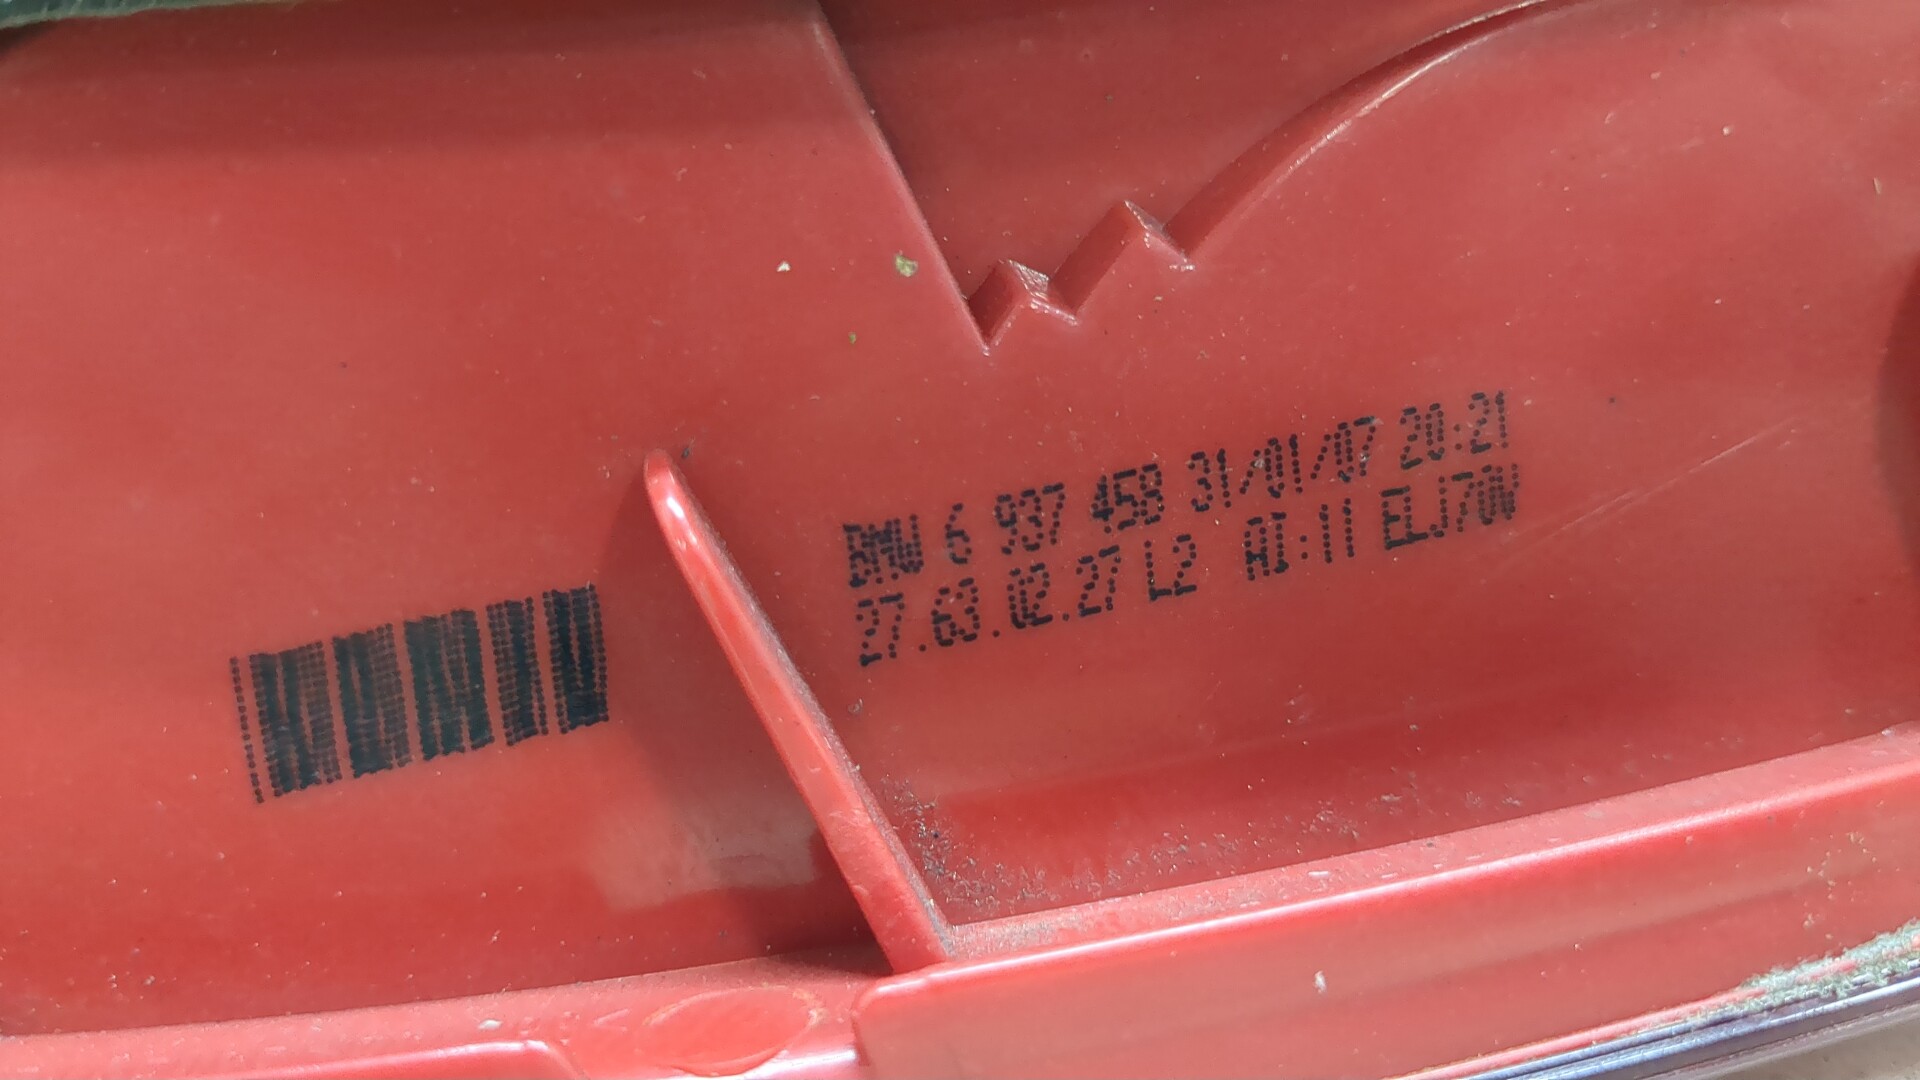 BMW 6 937 458 31/01/07 20:21
27.63.02.27 L2 AI:11 ELJ70W